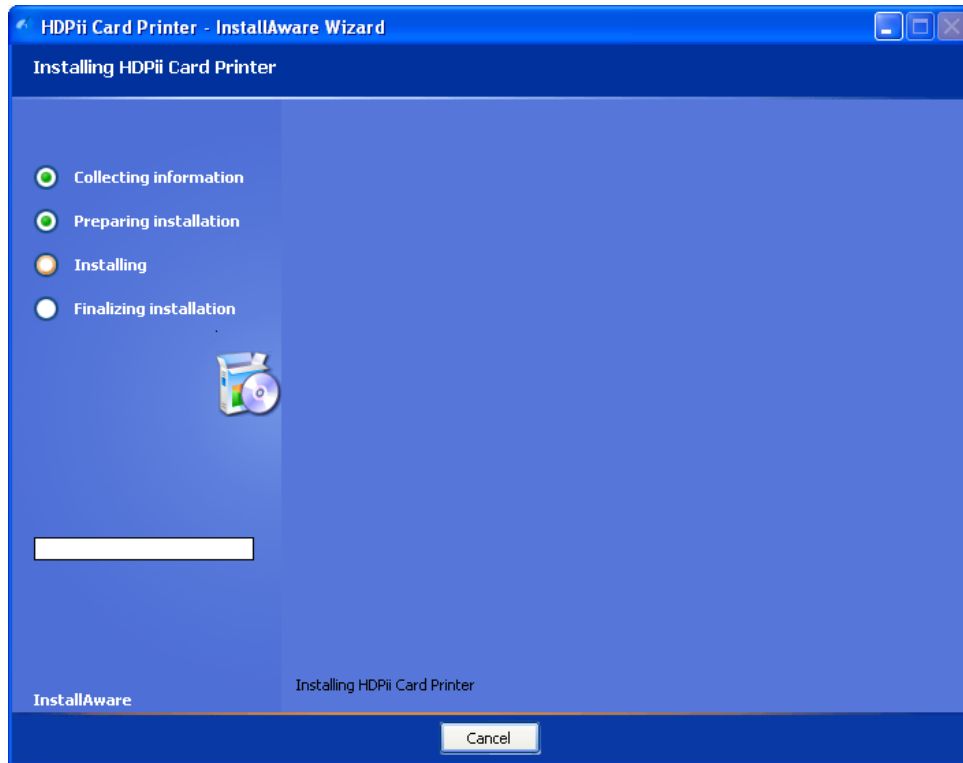 HDPii Card Printer - InstallAware Wizard
Installing HDPii Card Printer
Collecting information
Preparing installation
Installing
Finalizing installation
Installing HDPii Card Printer
InstallAware
Cancel